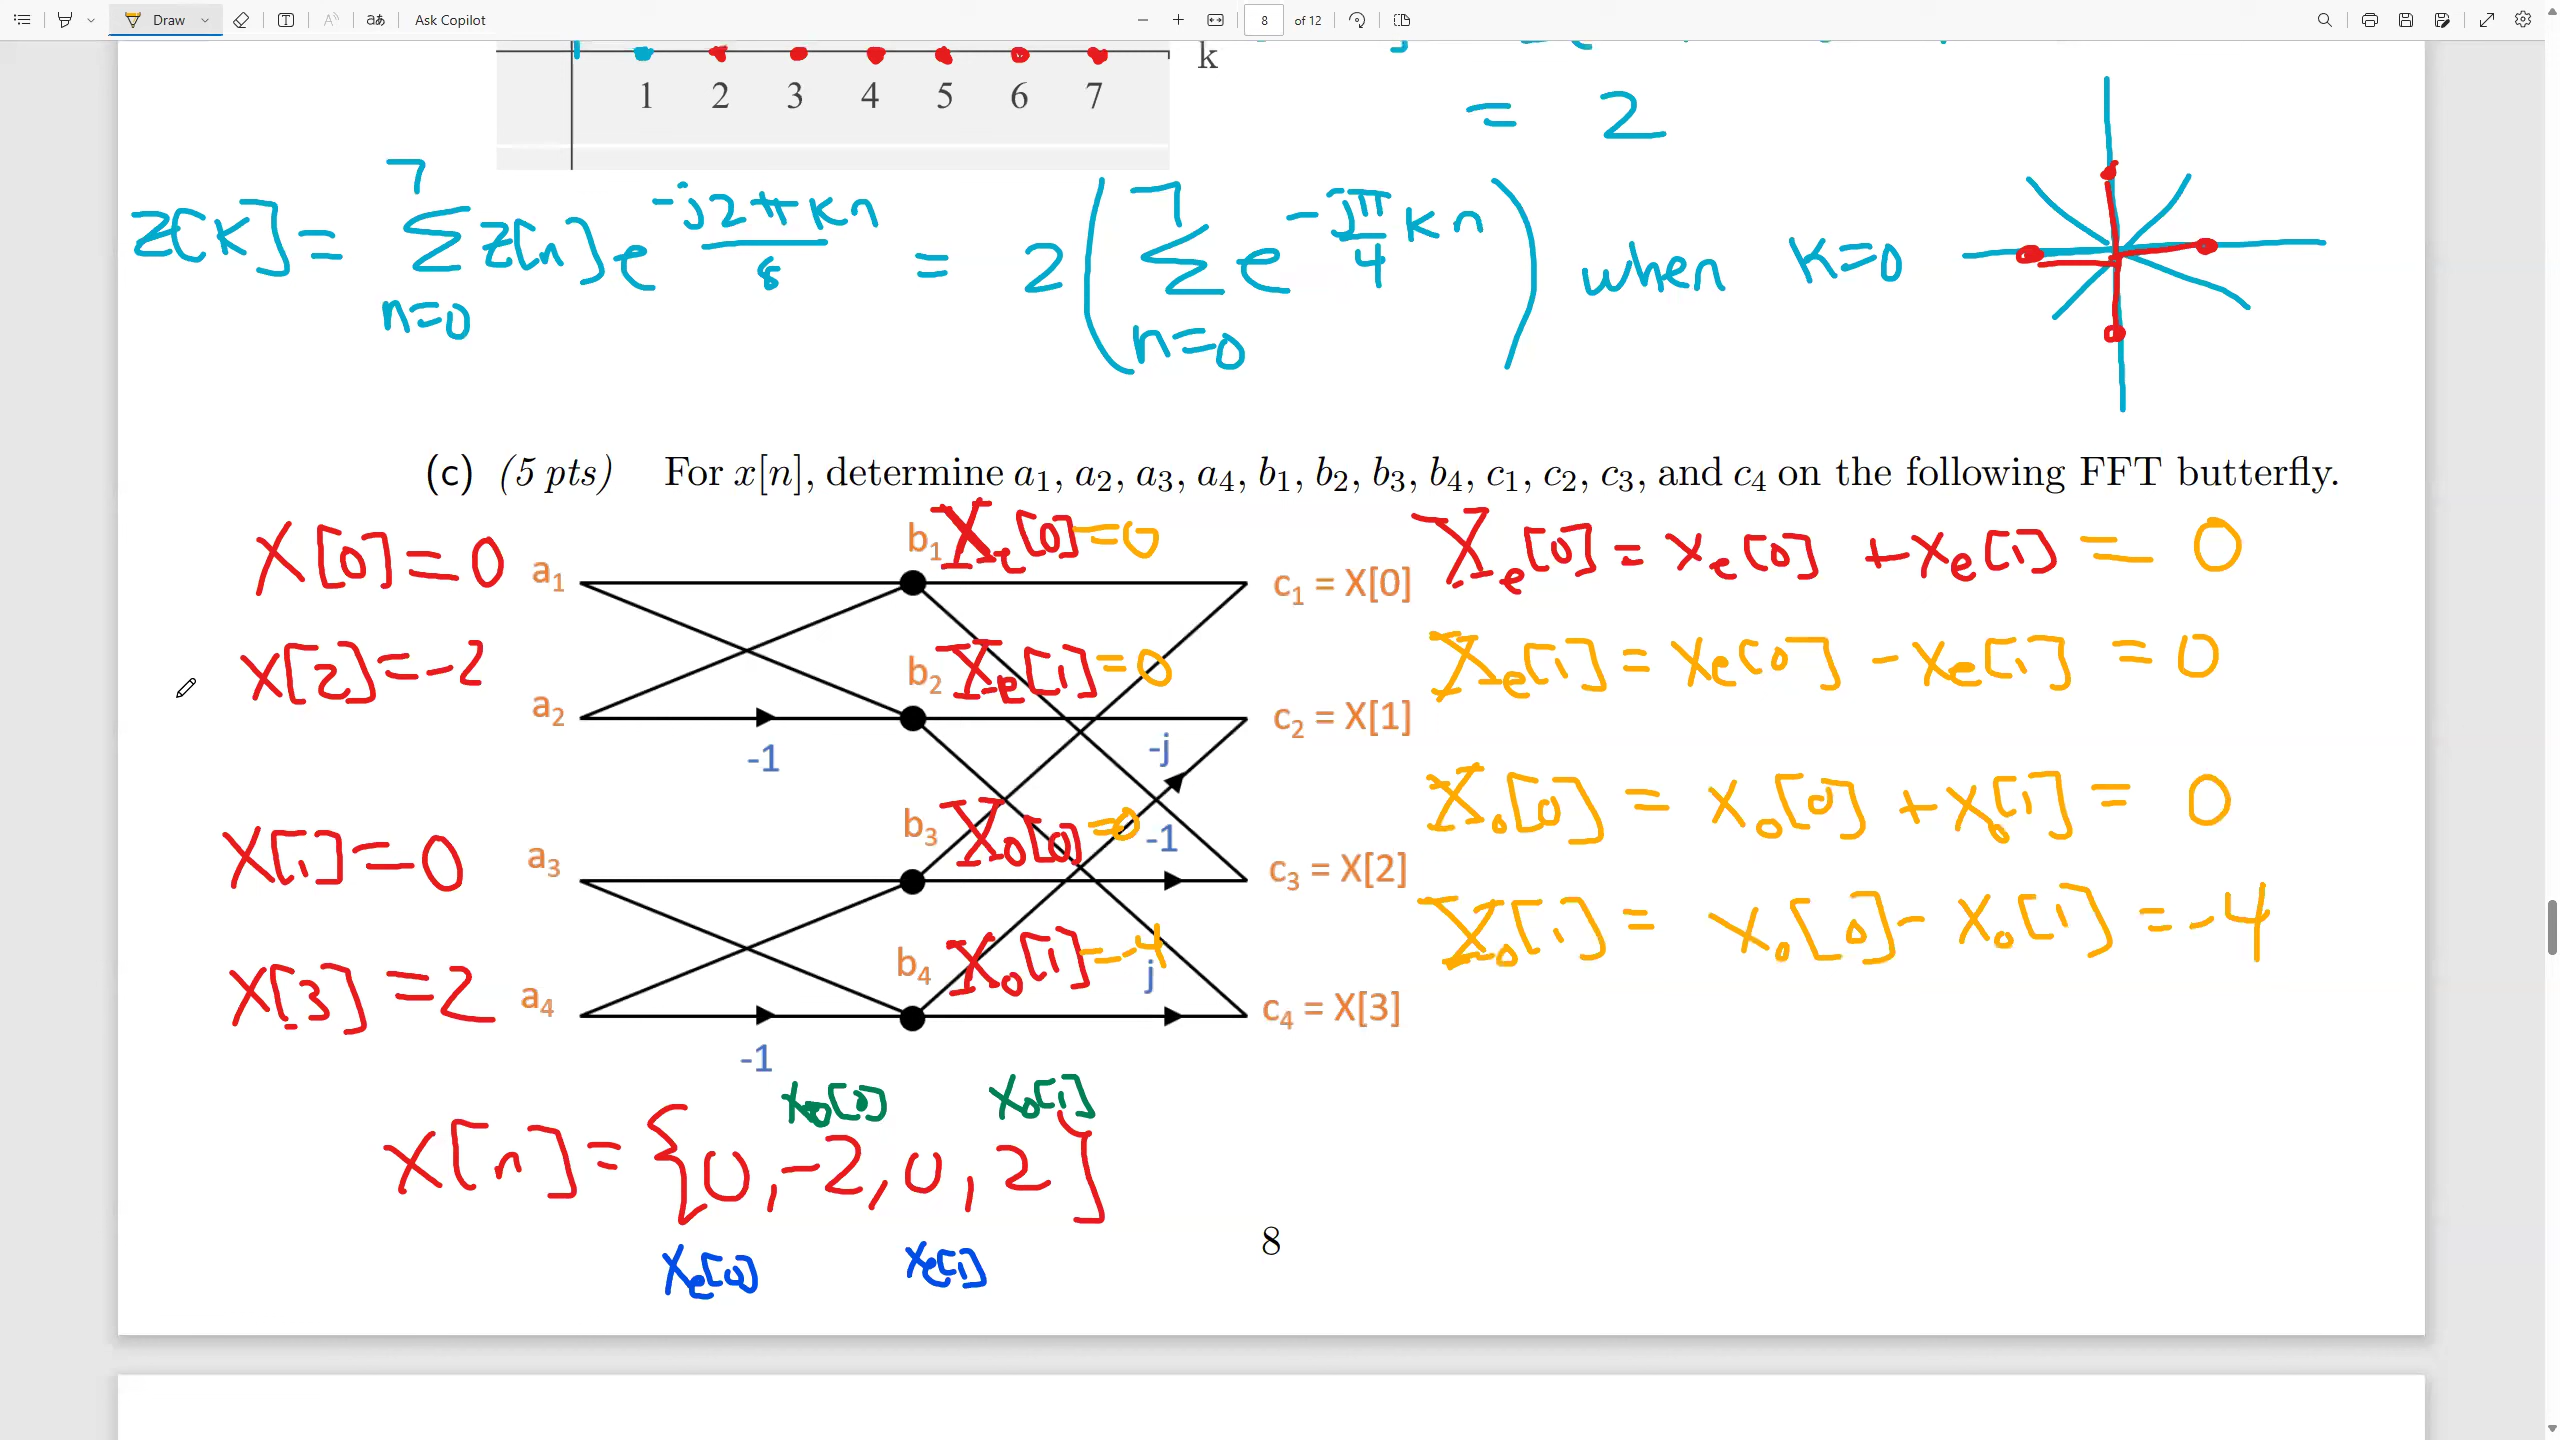 Draw Ask Copilot 8 of 12
1 2 3 4 5 6 7 k
= 2
Z[K] = 7 Σ n=0 Z[n] e -j2πKn/8 = 2 ( 7 Σ n=0 e -jπ/4 Kn ) when K=0
(c) (5 pts) For x[n], determine a1, a2, a3, a4, b1, b2, b3, b4, c1, c2, c3, and c4 on the following FFT butterfly.
X[0]=0 a1 b1 Xe[0]=0 c1 = X[0] Xe[0] = xe[0] + xe[1] = 0
X[2]=-2 a2 b2 Xe[1]=0 c2 = X[1] Xe[1] = xe[0] - xe[1] = 0
-1 -j
X[1]=0 a3 b3 Xo[0]=0 -1 c3 = X[2] Xo[0] = xo[0] + xo[1] = 0
X[3]=2 a4 b4 Xo[1]=-4 j c4 = X[3] Xo[1] = xo[0] - xo[1] = -4
-1
xo[0] xo[1]
x[n] = {0, -2, 0, 2]
xe[0] xe[1]
8